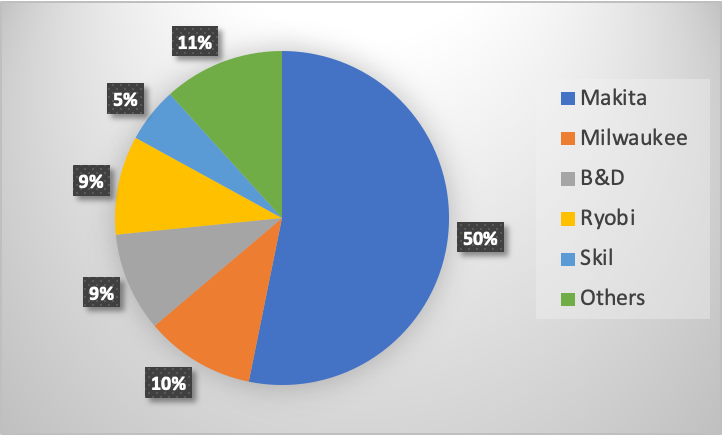 11%
5%
9%
9%
10%
50%
Makita
Milwaukee
B&D
Ryobi
Skil
Others